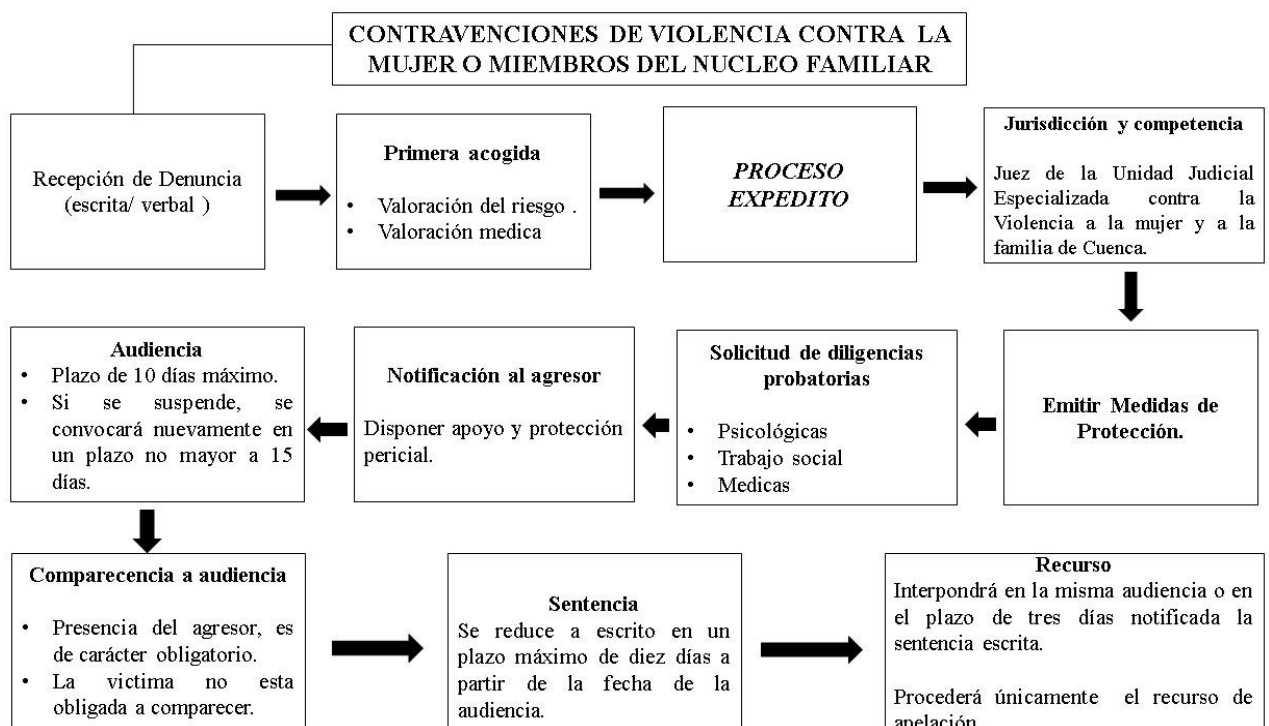 CONTRAVENCIONES DE VIOLENCIA CONTRA LA
MUJER O MIEMBROS DEL NUCLEO FAMILIAR
Recepción de Denuncia
(escrita/ verbal )
Primera acogida
• Valoración del riesgo .
• Valoración medica
PROCESO
EXPEDITO
Jurisdicción y competencia
Juez de la Unidad Judicial
Especializada contra la
Violencia a la mujer y a la
familia de Cuenca.
Emitir Medidas de
Protección.
Solicitud de diligencias
probatorias
• Psicológicas
• Trabajo social
• Medicas
Notificación al agresor
Disponer apoyo y protección
pericial.
Audiencia
• Plazo de 10 días máximo.
• Si se suspende, se
convocará nuevamente en
un plazo no mayor a 15
días.
Comparecencia a audiencia
• Presencia del agresor, es
de carácter obligatorio.
• La victima no esta
obligada a comparecer.
Sentencia
Se reduce a escrito en un
plazo máximo de diez días a
partir de la fecha de la
audiencia.
Recurso
Interpondrá en la misma audiencia o en
el plazo de tres días notificada la
sentencia escrita.
Procederá únicamente el recurso de
apelación